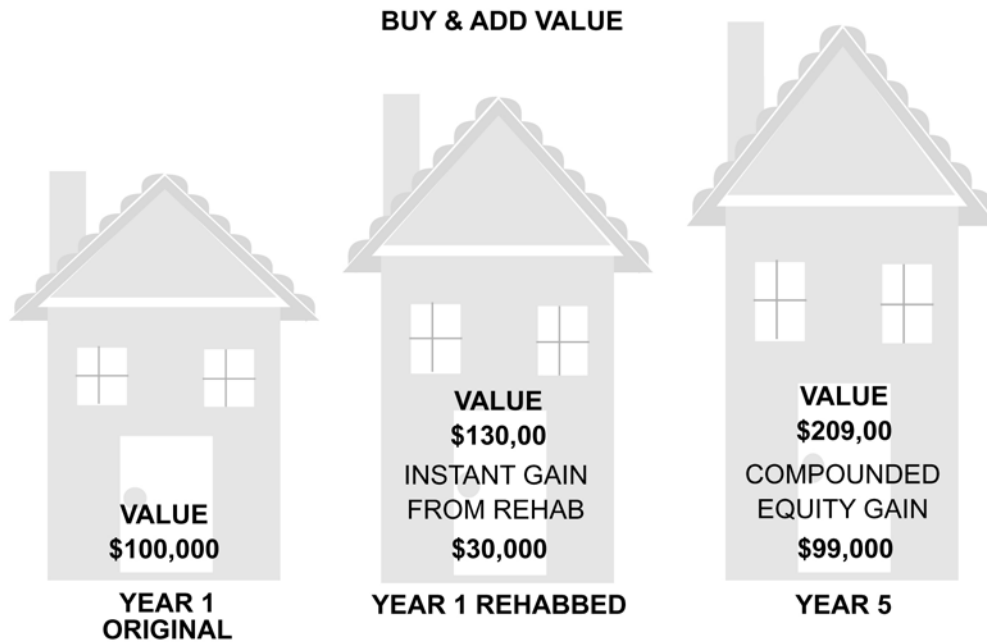 BUY & ADD VALUE
VALUE
$100,000
YEAR 1
ORIGINAL
VALUE
$130,00
INSTANT GAIN
FROM REHAB
$30,000
YEAR 1 REHABBED
VALUE
$209,00
COMPOUNDED
EQUITY GAIN
$99,000
YEAR 5